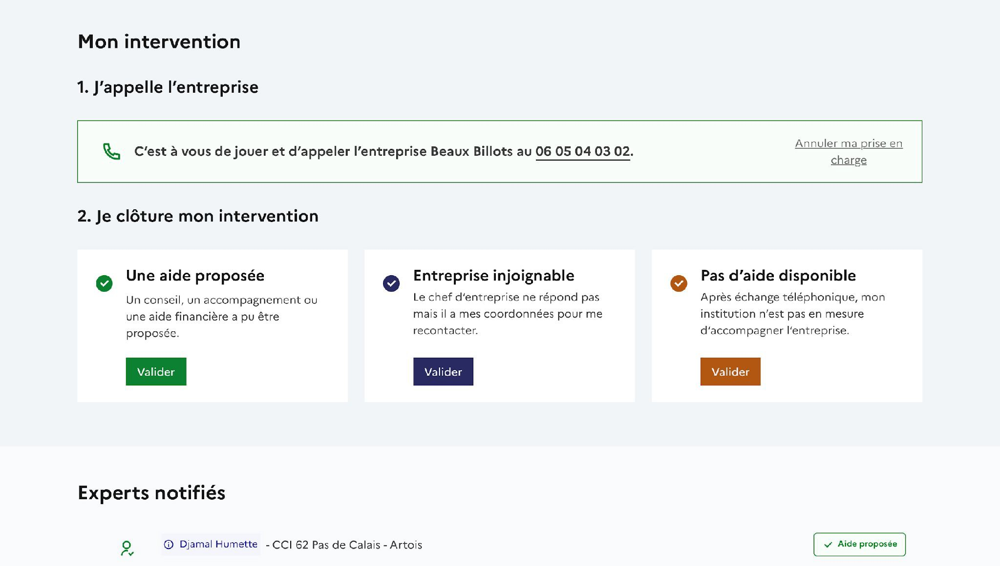 Mon intervention
1. J’appelle l’entreprise
C’est à vous de jouer et d’appeler l’entreprise Beaux Billots au 06 05 04 03 02.
Annuler ma prise en
charge
2. Je clôture mon intervention
Une aide proposée
Un conseil, un accompagnement ou
une aide financière a pu être
proposée.
Valider
Entreprise injoignable
Le chef d’entreprise ne répond pas
mais il a mes coordonnées pour me
recontacter.
Valider
Pas d’aide disponible
Après échange téléphonique, mon
institution n’est pas en mesure
d’accompagner l’entreprise.
Valider
Experts notifiés
Djamal Humette - CCI 62 Pas de Calais - Artois
Aide proposée